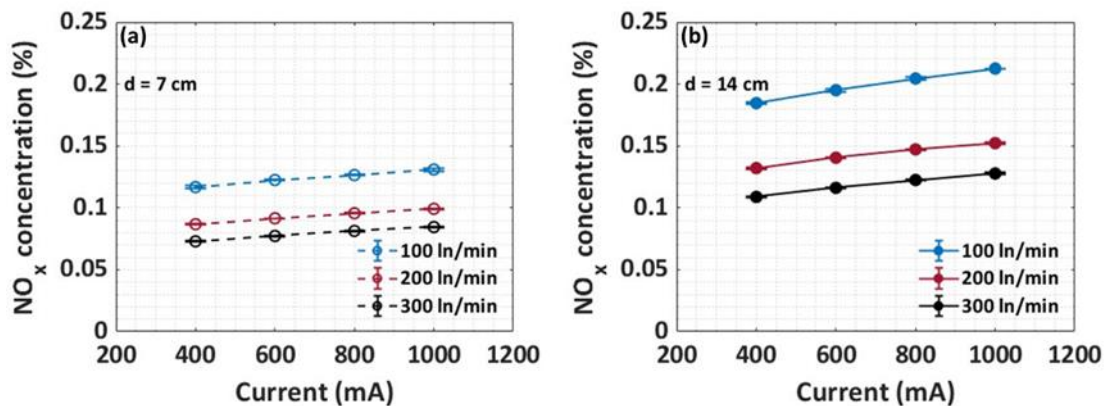 (a)
d = 7 cm
NOₓ concentration (%)
0.25
0.2
0.15
0.1
0.05
0
200 400 600 800 1000 1200
Current (mA)
100 ln/min
200 ln/min
300 ln/min
(b)
d = 14 cm
NOₓ concentration (%)
0.25
0.2
0.15
0.1
0.05
0
200 400 600 800 1000 1200
Current (mA)
100 ln/min
200 ln/min
300 ln/min